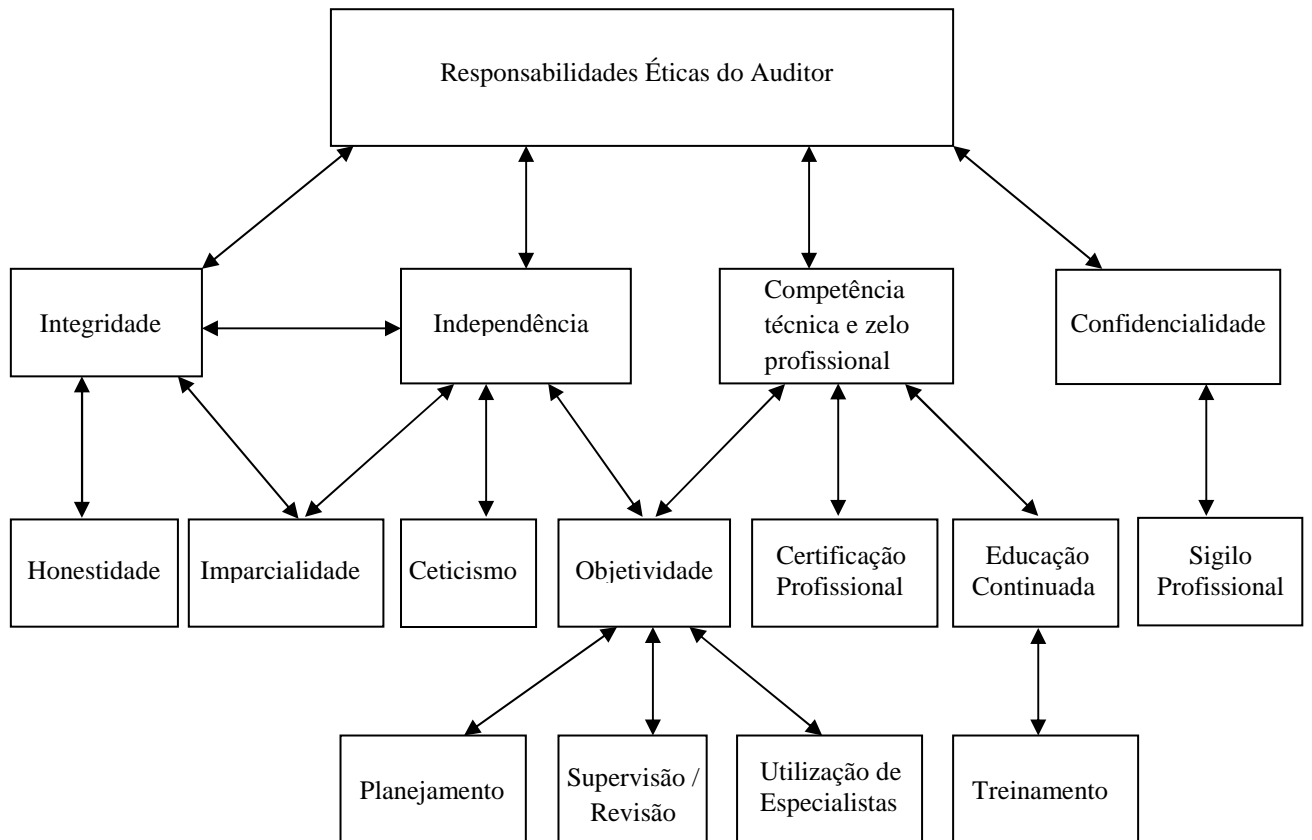 Responsabilidades Éticas do Auditor
Integridade
Independência
Competência
técnica e zelo
profissional
Confidencialidade
Honestidade
Imparcialidade
Ceticismo
Objetividade
Certificação
Profissional
Educação
Continuada
Sigilo
Profissional
Planejamento
Supervisão /
Revisão
Utilização de
Especialistas
Treinamento